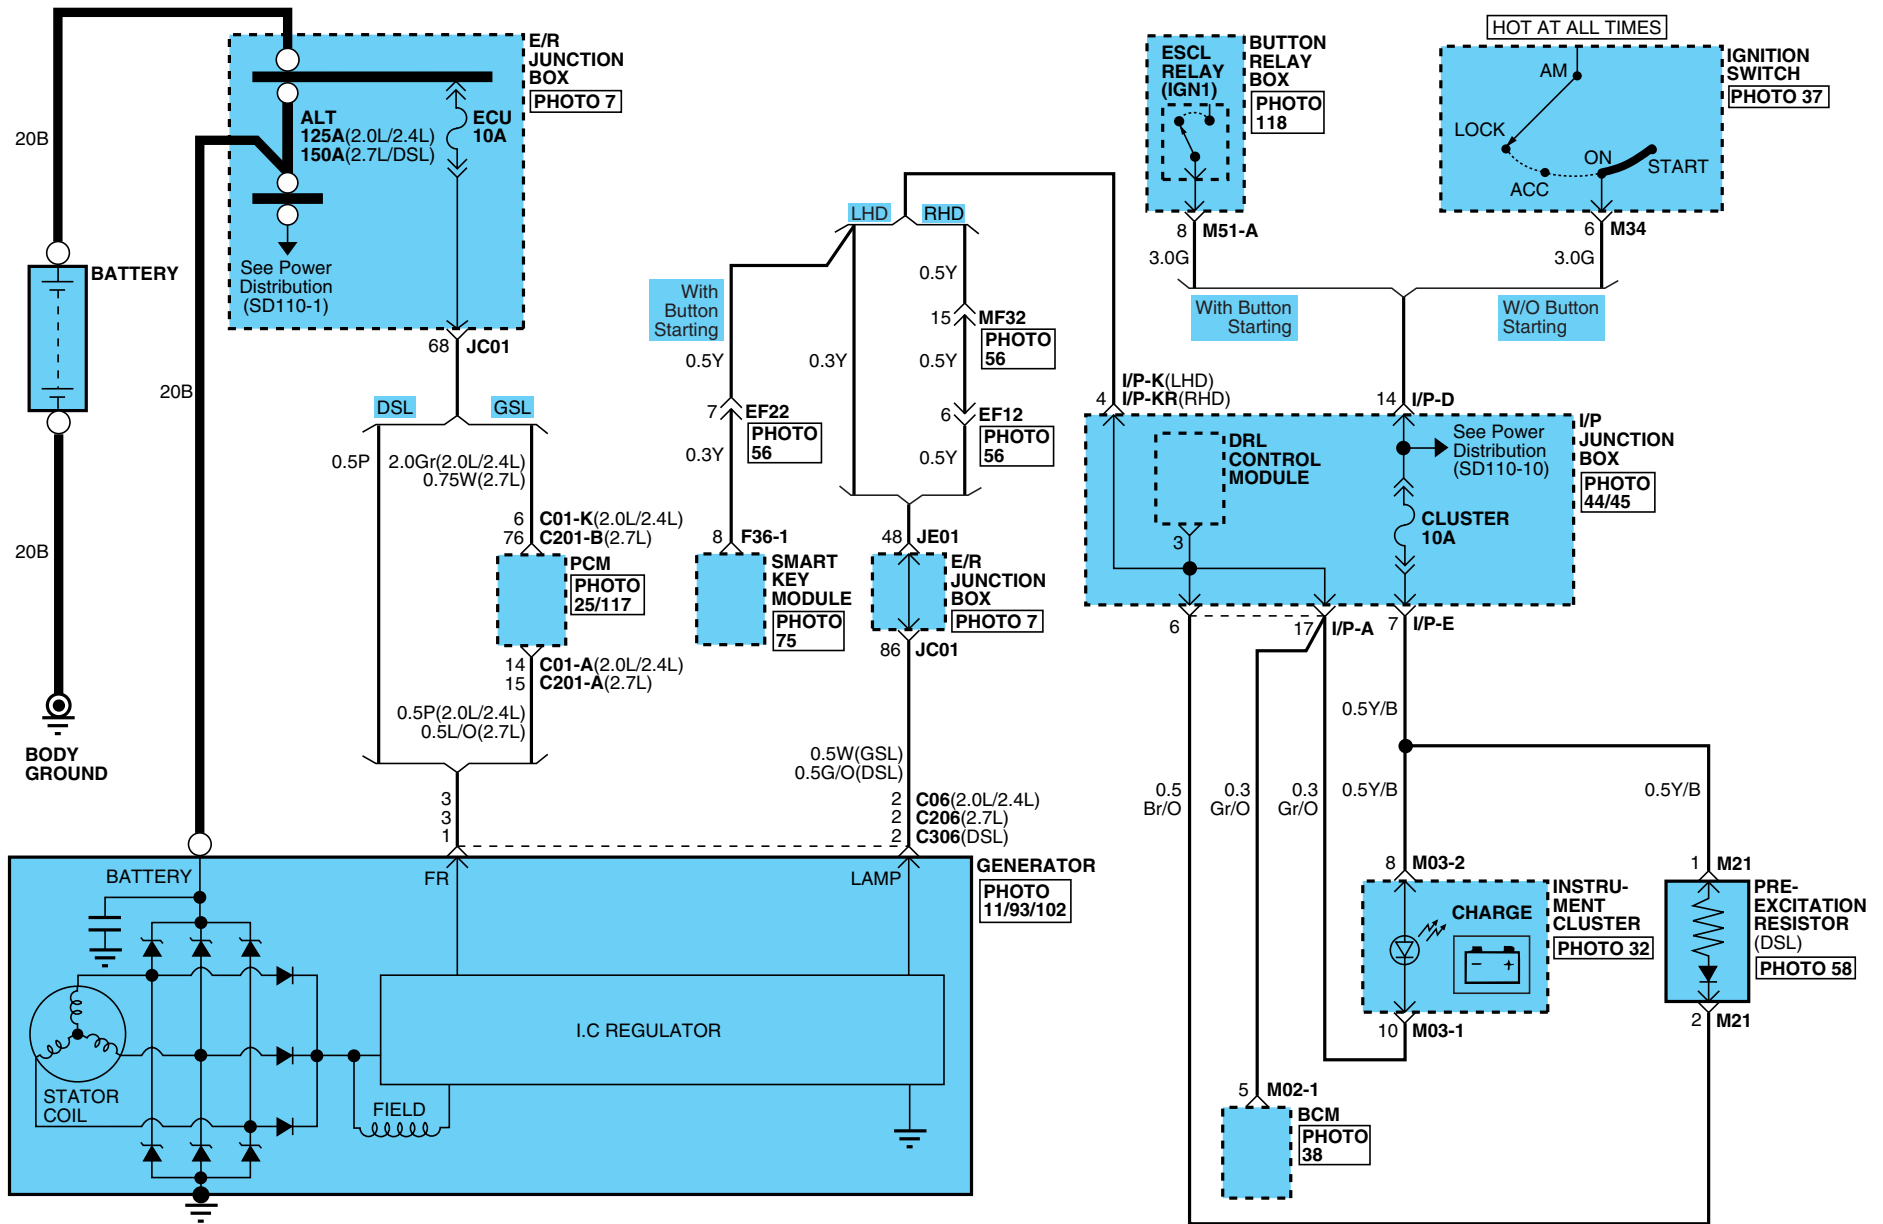 E/R
JUNCTION
BOX
PHOTO 7
ALT
125A(2.0L/2.4L)
150A(2.7L/DSL)
ECU
10A
See Power
Distribution
(SD110-1)
20B
BATTERY
20B
20B
BODY
GROUND
68 JC01
DSL
GSL
0.5P
2.0Gr(2.0L/2.4L)
0.75W(2.7L)
6 C01-K(2.0L/2.4L)
76 C201-B(2.7L)
PCM
PHOTO
25/117
14 C01-A(2.0L/2.4L)
15 C201-A(2.7L)
0.5P(2.0L/2.4L)
0.5L/O(2.7L)
3
3
1
LHD
RHD
With
Button
Starting
0.5Y
0.3Y
0.5Y
15 MF32
PHOTO
56
0.5Y
7 EF22
PHOTO
56
6 EF12
PHOTO
56
0.3Y
0.5Y
8 F36-1
SMART
KEY
MODULE
PHOTO
75
48 JE01
E/R
JUNCTION
BOX
PHOTO 7
86 JC01
0.5W(GSL)
0.5G/O(DSL)
2 C06(2.0L/2.4L)
2 C206(2.7L)
2 C306(DSL)
GENERATOR
PHOTO
11/93/102
BATTERY
FR
LAMP
I.C REGULATOR
STATOR
COIL
FIELD
ESCL
RELAY
(IGN1)
BUTTON
RELAY
BOX
PHOTO
118
8 M51-A
3.0G
HOT AT ALL TIMES
AM
LOCK
ACC
ON
START
IGNITION
SWITCH
PHOTO 37
6 M34
3.0G
With Button
Starting
W/O Button
Starting
4 I/P-K(LHD)
I/P-KR(RHD)
14 I/P-D
DRL
CONTROL
MODULE
3
See Power
Distribution
(SD110-10)
CLUSTER
10A
I/P
JUNCTION
BOX
PHOTO
44/45
6
17 I/P-A
7 I/P-E
0.5Y/B
0.5
Br/O
0.3
Gr/O
0.3
Gr/O
0.5Y/B
0.5Y/B
8 M03-2
CHARGE
INSTRU-
MENT
CLUSTER
PHOTO 32
10 M03-1
1 M21
PRE-
EXCITATION
RESISTOR
(DSL)
PHOTO 58
2 M21
5 M02-1
BCM
PHOTO
38